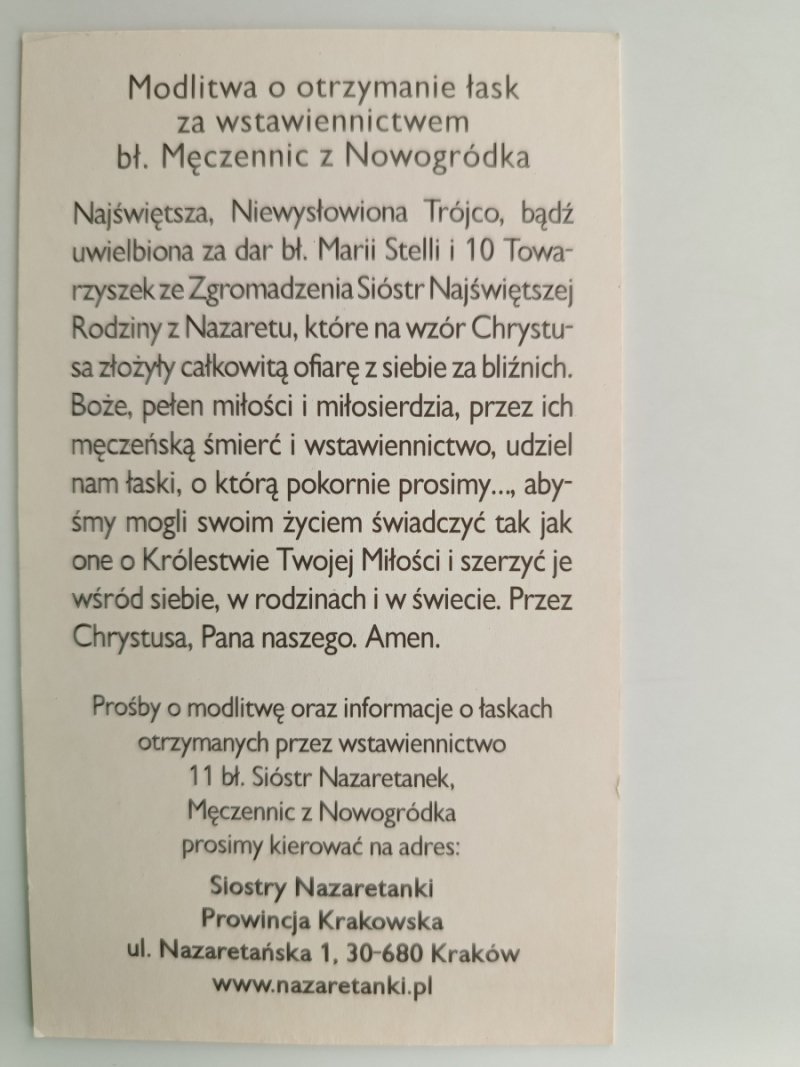 Modlitwa o otrzymanie łask
za wstawiennictwem
bł. Męczennic z Nowogródka
Najświętsza, Niewysłowiona Trójco, bądź
uwielbiona za dar bł. Marii Stelli i 10 Towa-
rzyszek ze Zgromadzenia Sióstr Najświętszej
Rodziny z Nazaretu, które na wzór Chrystu-
sa złożyły całkowitą ofiarę z siebie za bliźnich.
Boże, pełen miłości i miłosierdzia, przez ich
męczeńską śmierć i wstawiennictwo, udziel
nam łaski, o którą pokornie prosimy..., aby-
śmy mogli swoim życiem świadczyć tak jak
one o Królestwie Twojej Miłości i szerzyć je
wśród siebie, w rodzinach i w świecie. Przez
Chrystusa, Pana naszego. Amen.
Prośby o modlitwę oraz informacje o łaskach
otrzymanych przez wstawiennictwo
11 bł. Sióstr Nazaretanek,
Męczennic z Nowogródka
prosimy kierować na adres:
Siostry Nazaretanki
Prowincja Krakowska
ul. Nazaretańska 1, 30-680 Kraków
www.nazaretanki.pl